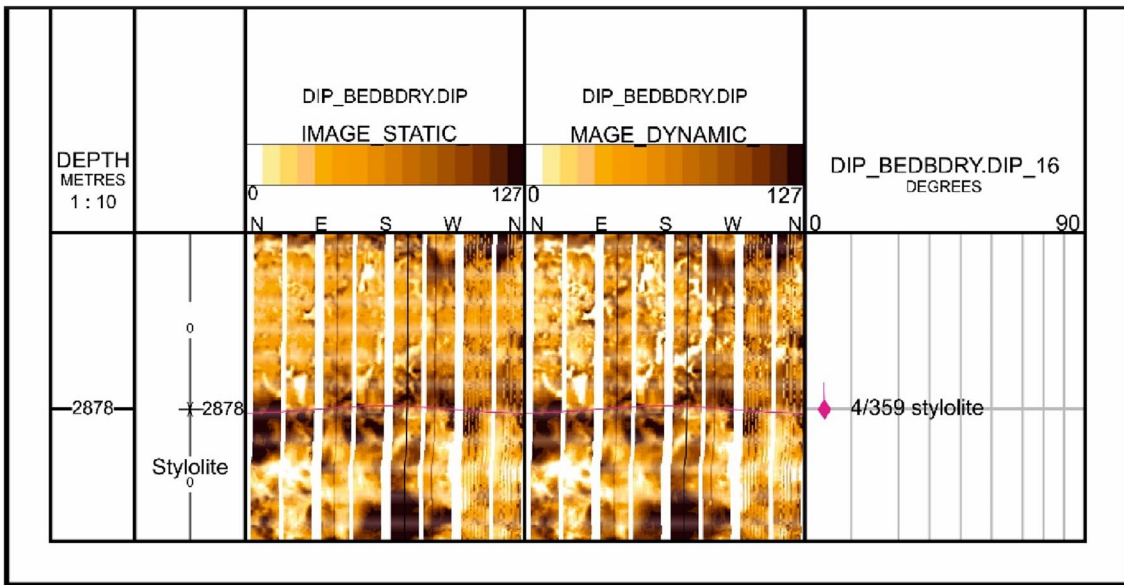 DEPTH
METRES
1 : 10
DIP_BEDBDRY.DIP
IMAGE_STATIC_
0 127
N E S W N
DIP_BEDBDRY.DIP
MAGE_DYNAMIC_
0 127
N E S W N
DIP_BEDBDRY.DIP_16
DEGREES
0 90
0
2878
2878
4/359 stylolite
Stylolite
0